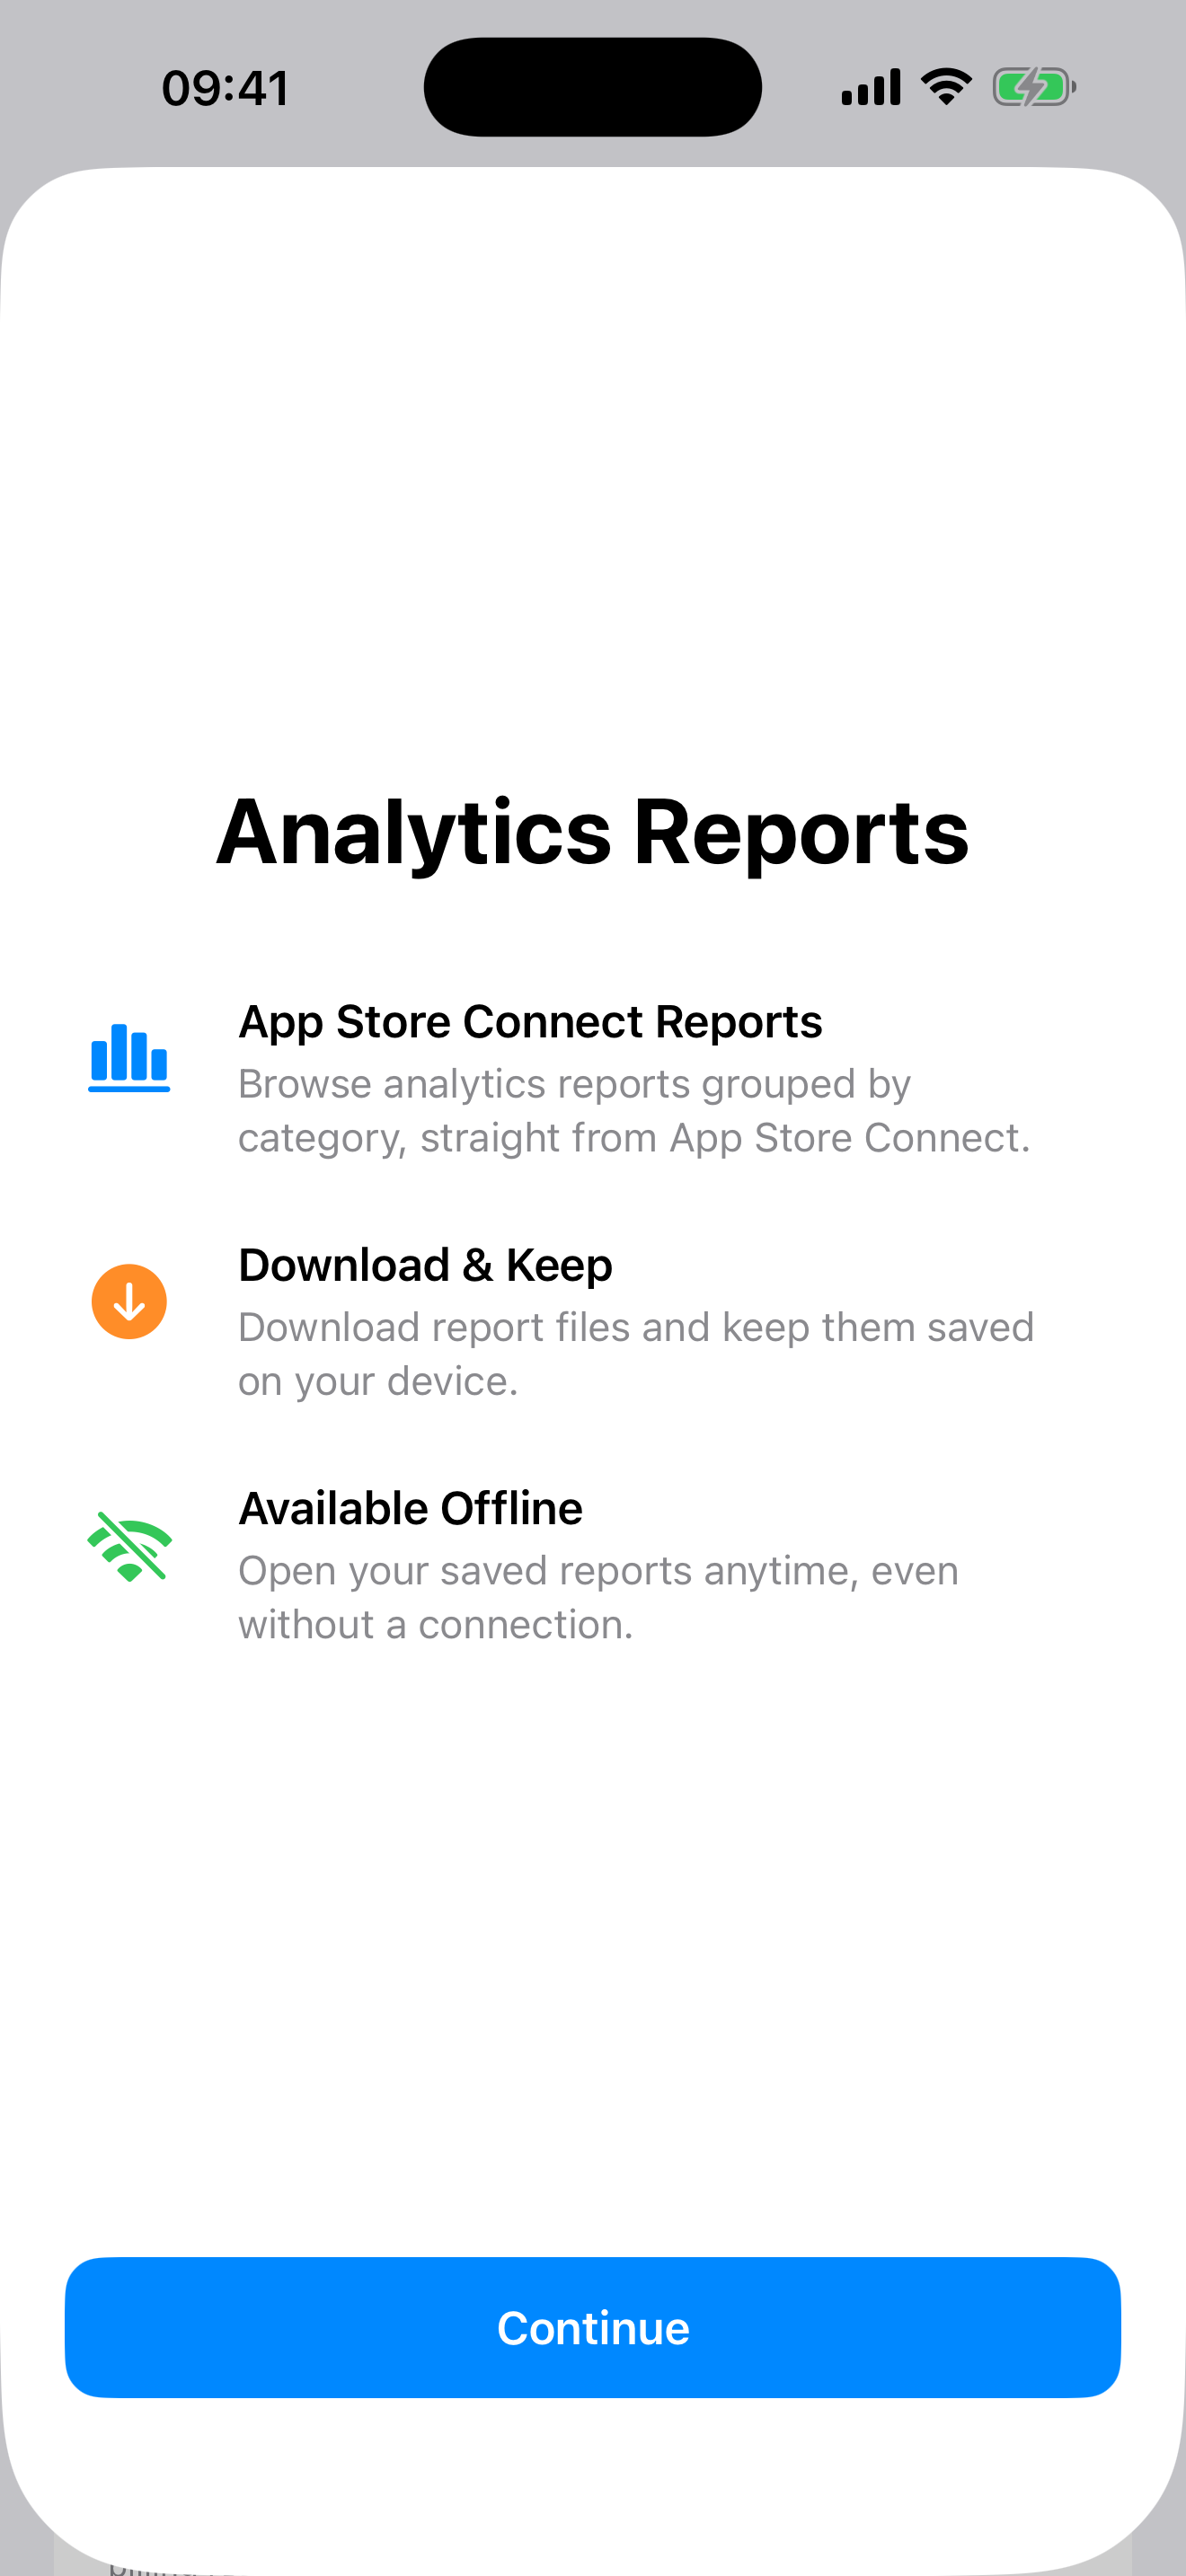 09:41
Analytics Reports
App Store Connect Reports
Browse analytics reports grouped by
category, straight from App Store Connect.
Download & Keep
Download report files and keep them saved
on your device.
Available Offline
Open your saved reports anytime, even
without a connection.
Continue